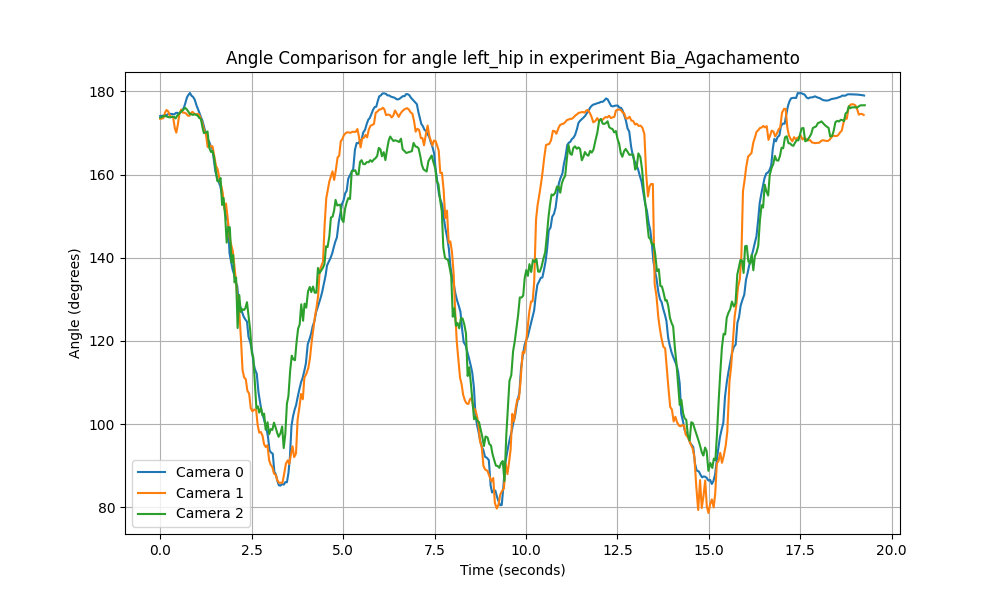 Angle Comparison for angle left_hip in experiment Bia_Agachamento
Angle (degrees)
180
160
140
120
100
80
Camera 0
Camera 1
Camera 2
0.0 2.5 5.0 7.5 10.0 12.5 15.0 17.5 20.0
Time (seconds)